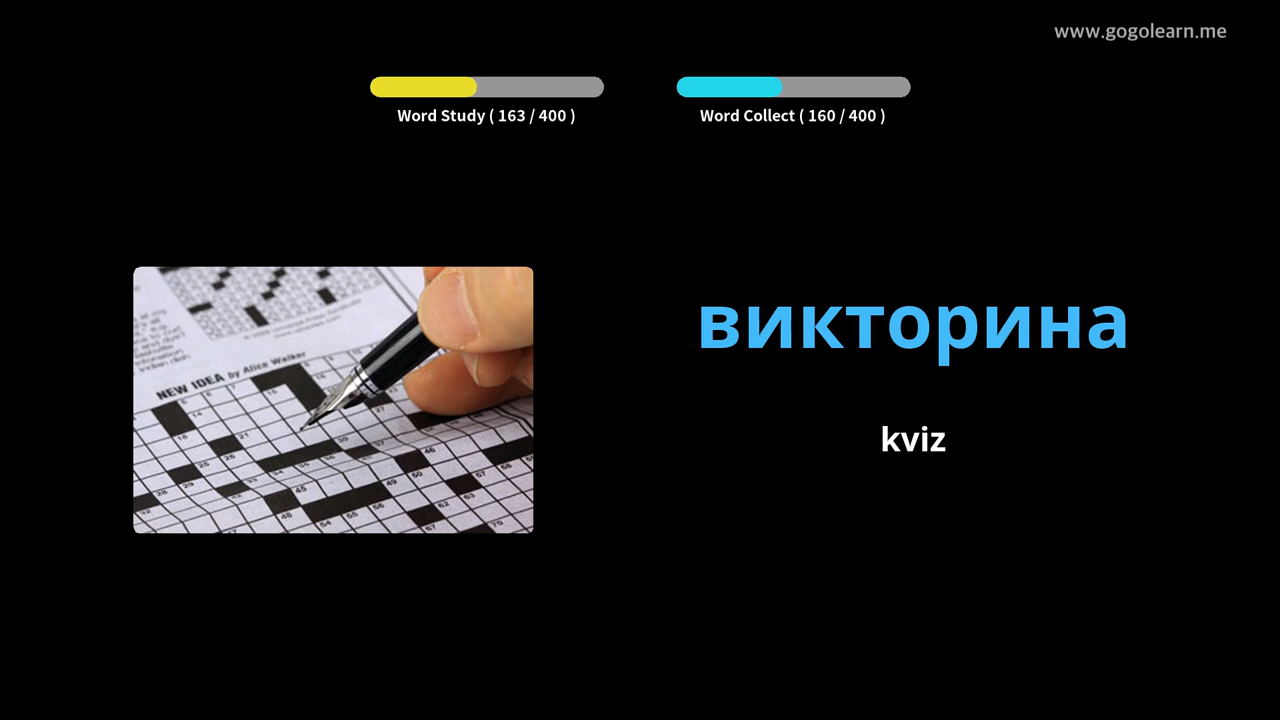 www.gogolearn.me
Word Study ( 163 / 400 )
Word Collect ( 160 / 400 )
NEW IDEA by Alice Walker
викторина
kviz